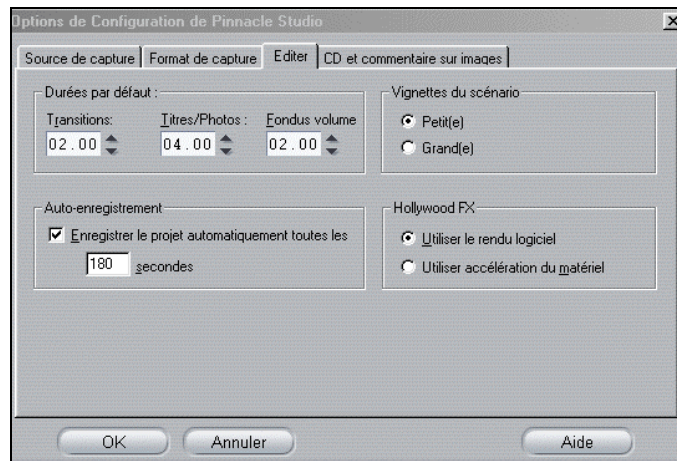 Options de Configuration de Pinnacle Studio
Source de capture
Format de capture
Editer
CD et commentaire sur images
Durées par défaut :
Transitions:
Titres/Photos :
Fondus volume
02.00
04.00
02.00
Vignettes du scénario
Petit(e)
Grand(e)
Auto-enregistrement
Enregistrer le projet automatiquement toutes les
180 secondes
Hollywood FX
Utiliser le rendu logiciel
Utiliser accélération du matériel
OK
Annuler
Aide